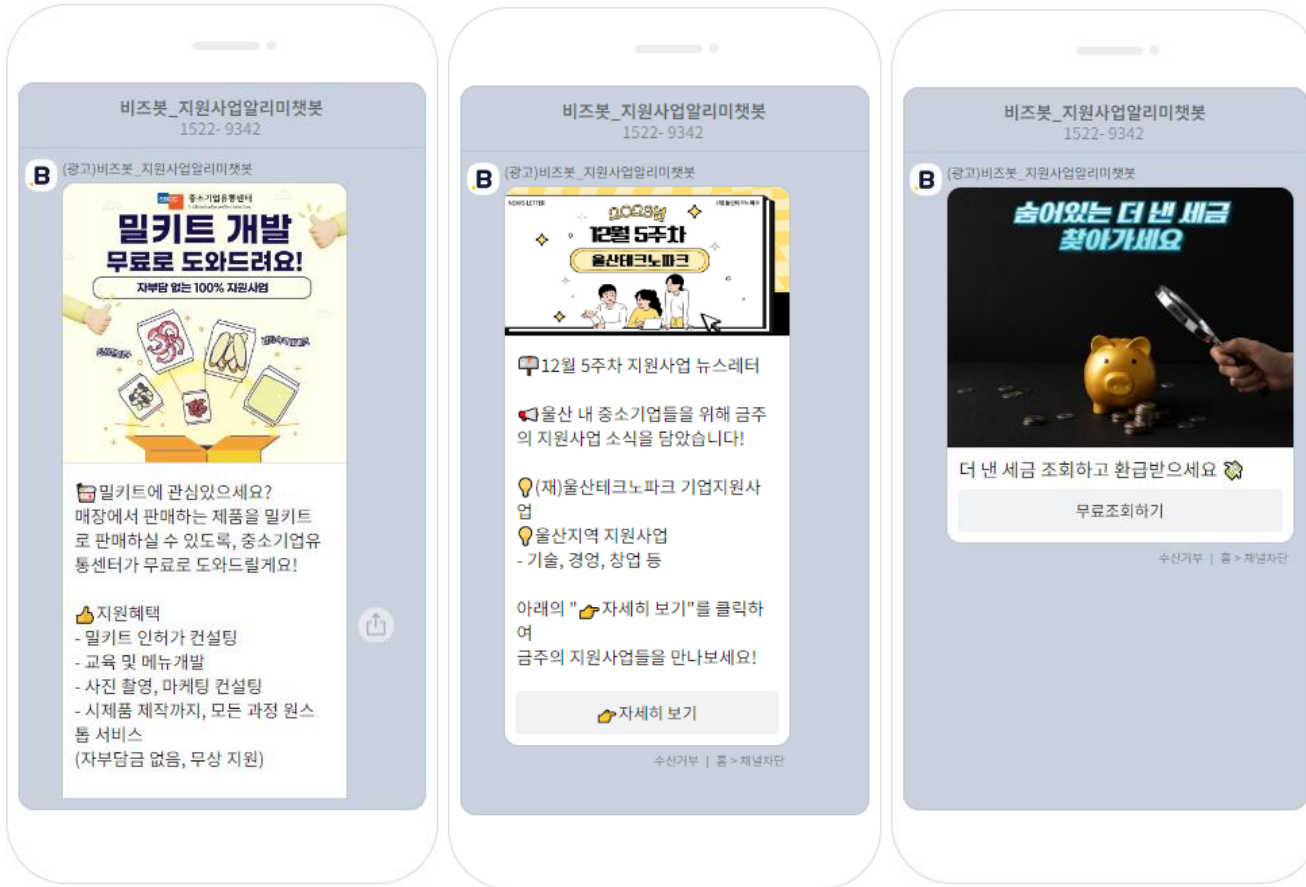 비즈봇_지원사업알리미챗봇
1522- 9342
B
(광고)비즈봇_지원사업알리미챗봇
중소기업유통센터
밀키트 개발
무료로 도와드려요!
자부담 없는 100% 지원사업
밀키트에 관심있으세요?
매장에서 판매하는 제품을 밀키트
로 판매하실 수 있도록, 중소기업유
통센터가 무료로 도와드릴게요!
지원혜택
- 밀키트 인허가 컨설팅
- 교육 및 메뉴개발
- 사진 촬영, 마케팅 컨설팅
- 시제품 제작까지, 모든 과정 원스
톱 서비스
(자부담금 없음, 무상 지원)
비즈봇_지원사업알리미챗봇
1522- 9342
B
(광고)비즈봇_지원사업알리미챗봇
NEWS LETTER
2023년
12월 5주차
울산테크노파크
12월 5주차 지원사업 뉴스레터
울산 내 중소기업들을 위해 금주
의 지원사업 소식을 담았습니다!
(재)울산테크노파크 기업지원사
업
울산지역 지원사업
- 기술, 경영, 창업 등
아래의 "👉자세히 보기"를 클릭하
여
금주의 지원사업들을 만나보세요!
👉자세히 보기
수신거부 | 홈 > 채널차단
비즈봇_지원사업알리미챗봇
1522- 9342
B
(광고)비즈봇_지원사업알리미챗봇
숨어있는 더 낸 세금
찾아가세요
더 낸 세금 조회하고 환급받으세요 💸
무료조회하기
수신거부 | 홈 > 채널차단